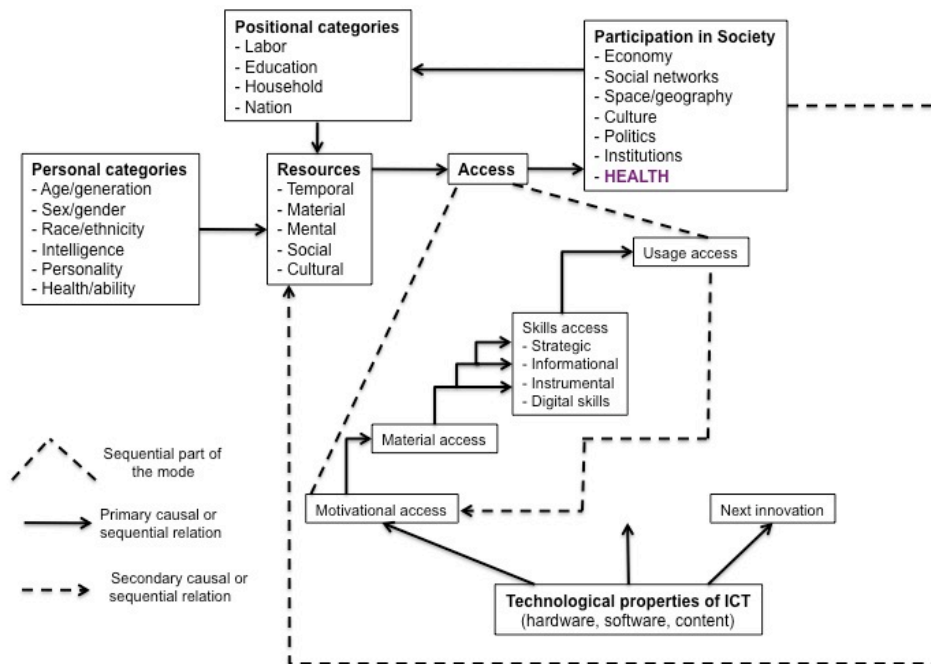 Positional categories
- Labor
- Education
- Household
- Nation
Participation in Society
- Economy
- Social networks
- Space/geography
- Culture
- Politics
- Institutions
- HEALTH
Personal categories
- Age/generation
- Sex/gender
- Race/ethnicity
- Intelligence
- Personality
- Health/ability
Resources
- Temporal
- Material
- Mental
- Social
- Cultural
Access
Usage access
Skills access
- Strategic
- Informational
- Instrumental
- Digital skills
Material access
Motivational access
Next innovation
Technological properties of ICT
(hardware, software, content)
Sequential part of
the mode
Primary causal or
sequential relation
Secondary causal or
sequential relation